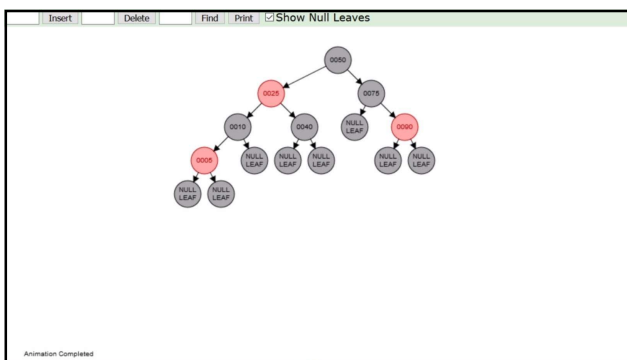 Insert Delete Find Print Show Null Leaves
0050
0025 0075
0010 0040 NULL LEAF 0090
0005 NULL LEAF NULL LEAF NULL LEAF NULL LEAF NULL LEAF
NULL LEAF NULL LEAF
Animation Completed